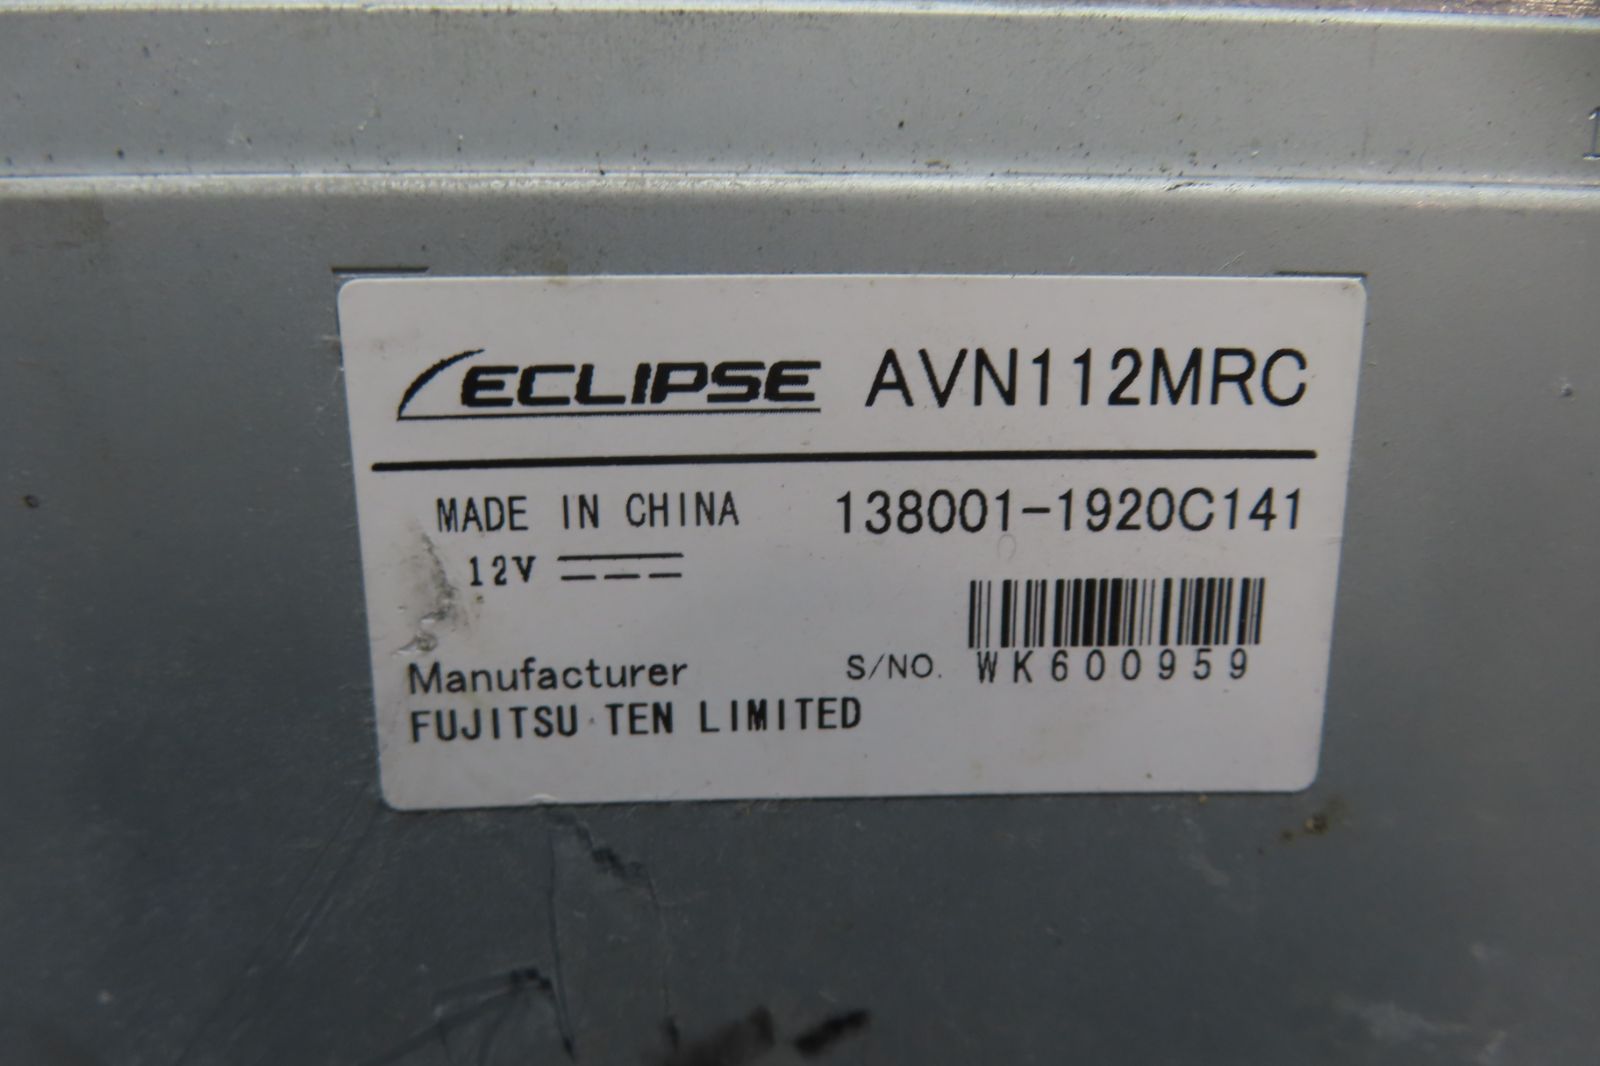 ECLIPSE AVN112MRC
MADE IN CHINA 138001-1920C141
12V
S/NO. WK600959
Manufacturer
FUJITSU TEN LIMITED